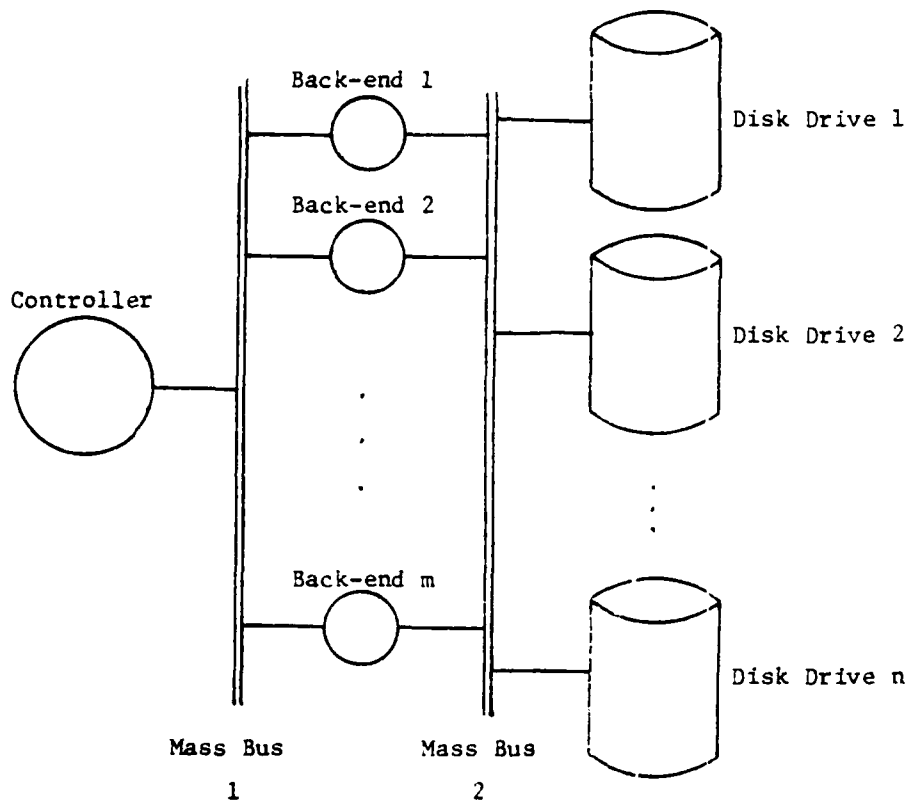 Back-end 1
Disk Drive 1
Back-end 2
Controller
Disk Drive 2
Back-end m
Disk Drive n
Mass Bus
1
Mass Bus
2